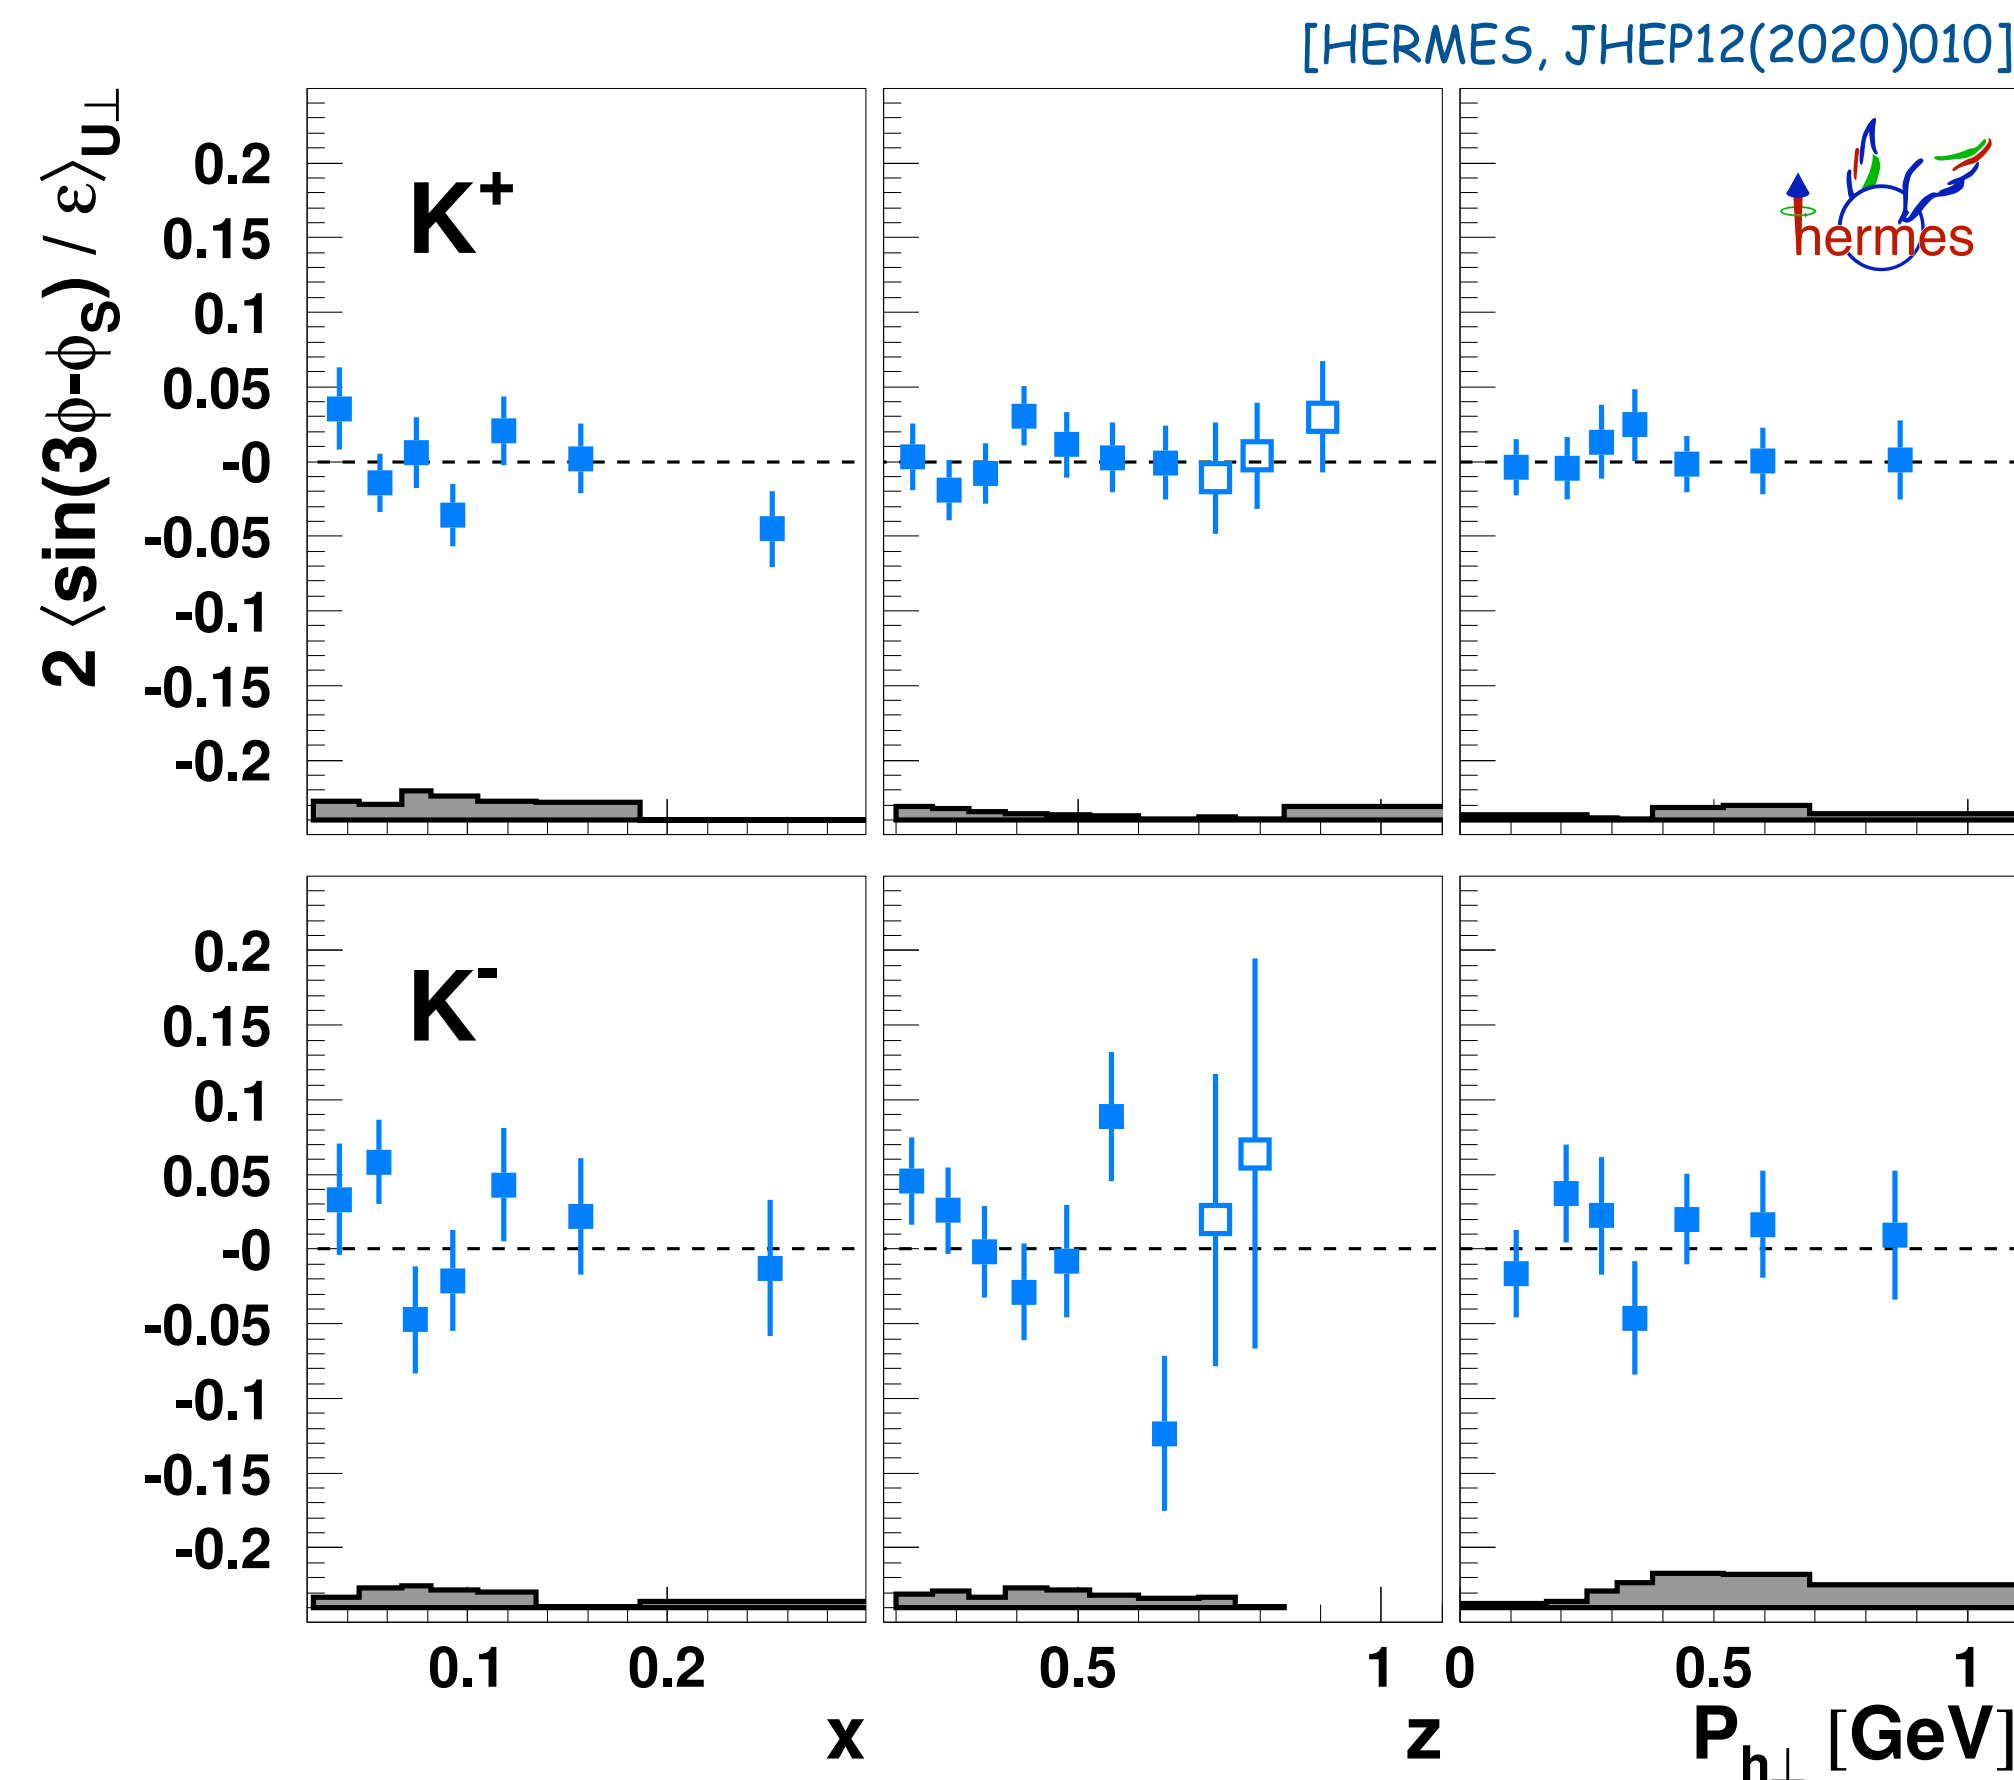 [HERMES, JHEP12(2020)010]
2 ⟨sin(3ϕ-ϕS) / ε⟩U⊥
0.2
0.15
0.1
0.05
-0
-0.05
-0.1
-0.15
-0.2
K+
hermes
0.2
0.15
0.1
0.05
-0
-0.05
-0.1
-0.15
-0.2
K-
0.1 0.2 0.5 1 0 0.5 1
x z Ph⊥ [GeV]